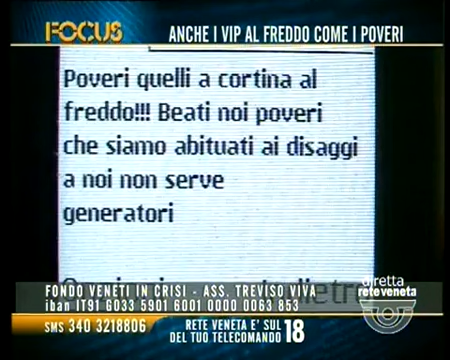 FOCUS
ANCHE I VIP AL FREDDO COME I POVERI
Poveri quelli a cortina al
freddo!!! Beati noi poveri
che siamo abituati ai disaggi
a noi non serve
generatori
FONDO VENETI IN CRISI - ASS. TREVISO VIVA
iban IT91 G033 5901 6001 0000 0063 853
diretta
reteveneta
SMS 340 3218806
RETE VENETA E' SUL
DEL TUO TELECOMANDO 18